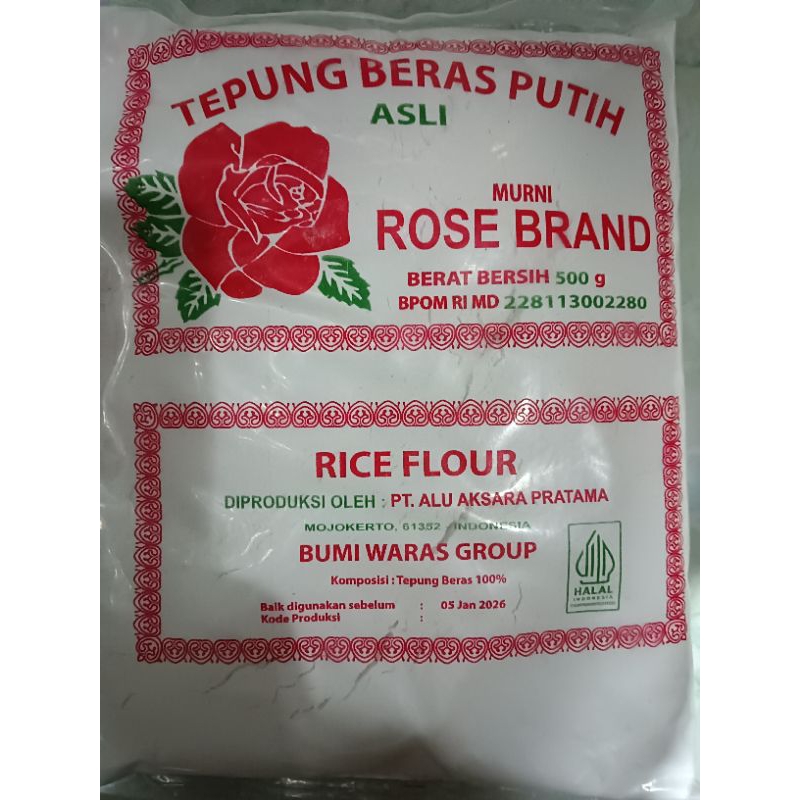 TEPUNG BERAS PUTIH
ASLI
MURNI
ROSE BRAND
BERAT BERSIH 500 g
BPOM RI MD 228113002280
RICE FLOUR
DIPRODUKSI OLEH : PT. ALU AKSARA PRATAMA
MOJOKERTO, 61352 - INDONESIA
BUMI WARAS GROUP
Komposisi : Tepung Beras 100%
Baik digunakan sebelum : 05 Jan 2026
Kode Produksi :
HALAL
INDONESIA